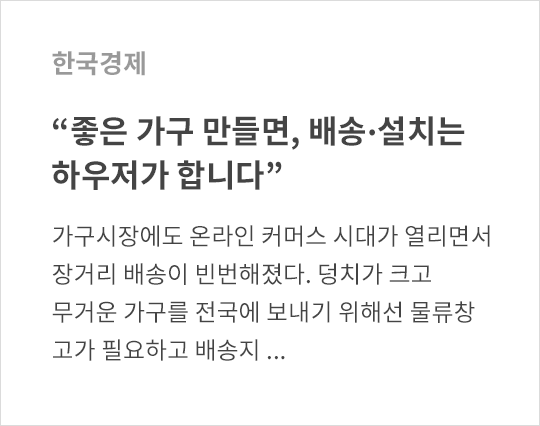 한국경제
“좋은 가구 만들면, 배송·설치는
하우저가 합니다”
가구시장에도 온라인 커머스 시대가 열리면서
장거리 배송이 빈번해졌다. 덩치가 크고
무거운 가구를 전국에 보내기 위해선 물류창
고가 필요하고 배송지 ...